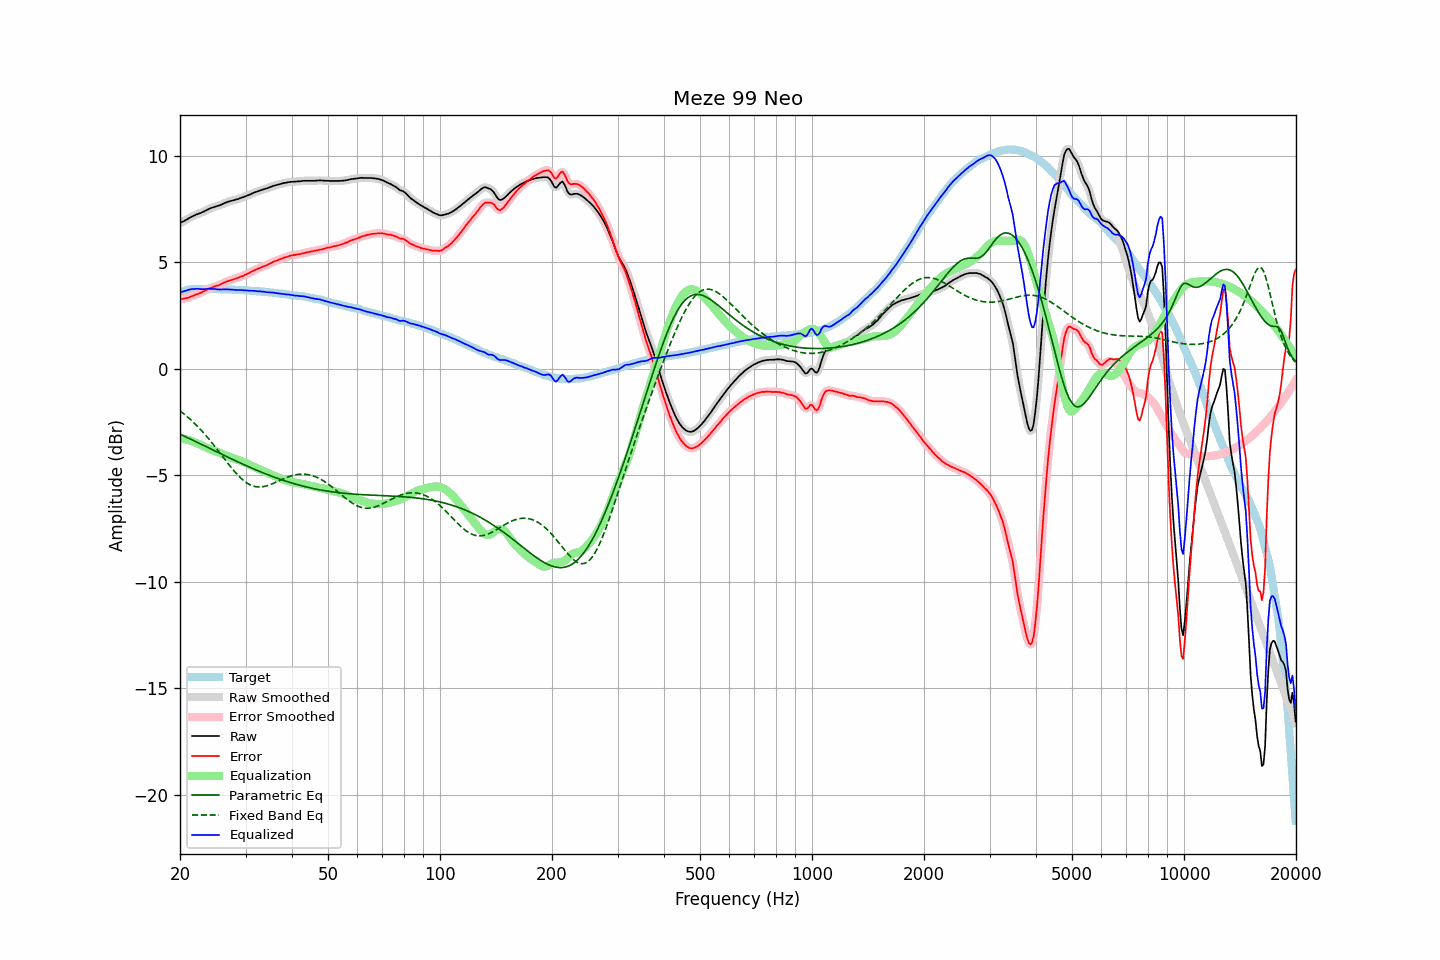 Meze 99 Neo
Amplitude (dBr)
10
5
0
−5
−10
−15
−20
Target
Raw Smoothed
Error Smoothed
Raw
Error
Equalization
Parametric Eq
Fixed Band Eq
Equalized
20 50 100 200 500 1000 2000 5000 10000 20000
Frequency (Hz)